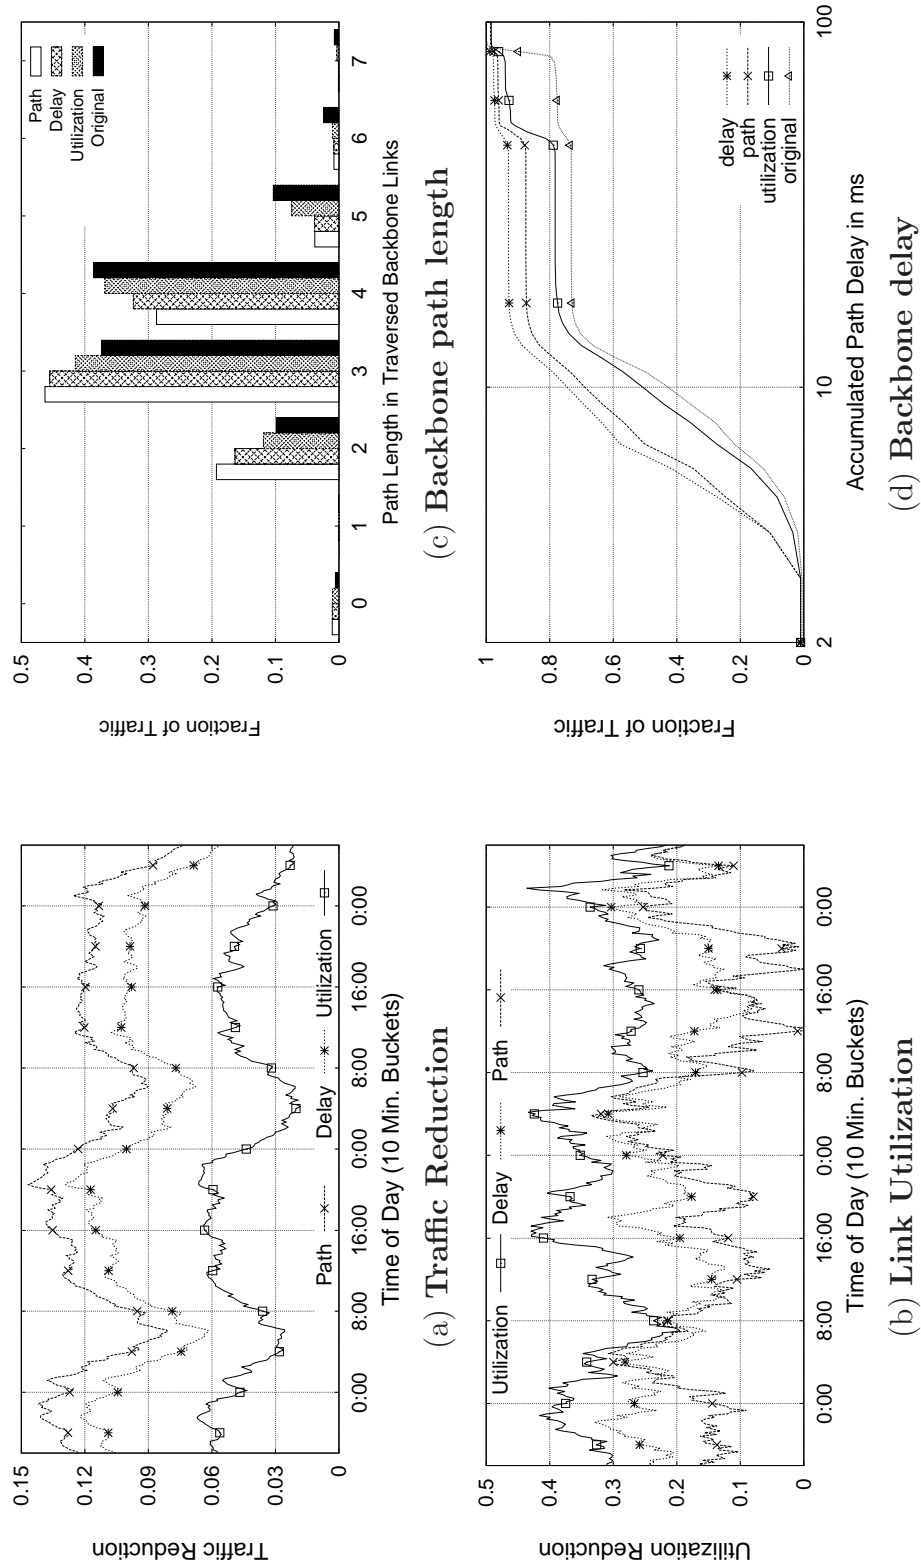 0.15
0.12
0.09
0.06
0.03
0
Traffic Reduction
0:00
8:00
16:00
0:00
8:00
16:00
0:00
Time of Day (10 Min. Buckets)
Path
Delay
Utilization
(a) Traffic Reduction
0.5
0.4
0.3
0.2
0.1
0
Fraction of Traffic
0
1
2
3
4
5
6
7
Path Length in Traversed Backbone Links
Path
Delay
Utilization
Original
(c) Backbone path length
0.5
0.4
0.3
0.2
0.1
0
Utilization Reduction
0:00
8:00
16:00
0:00
8:00
16:00
0:00
Time of Day (10 Min. Buckets)
Utilization
Delay
Path
(b) Link Utilization
1
0.8
0.6
0.4
0.2
0
Fraction of Traffic
2
10
100
Accumulated Path Delay in ms
delay
path
utilization
original
(d) Backbone delay